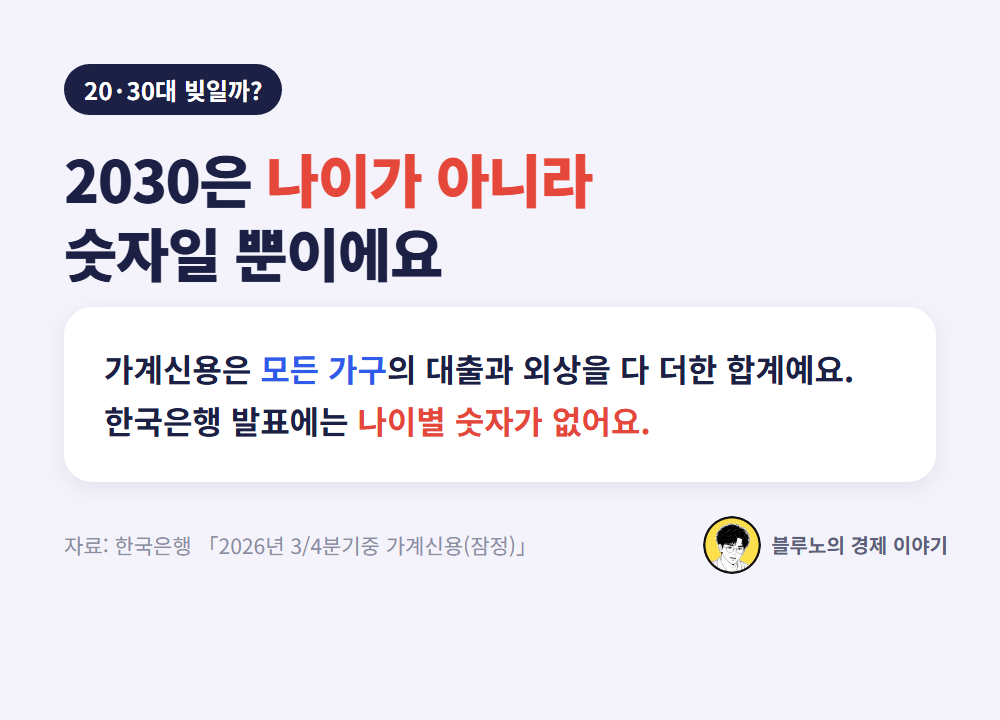 20·30대 빚일까?
2030은 나이가 아니라
숫자일 뿐이에요
가계신용은 모든 가구의 대출과 외상을 다 더한 합계예요.
한국은행 발표에는 나이별 숫자가 없어요.
자료: 한국은행 「2026년 3/4분기중 가계신용(잠정)」
블루노의 경제 이야기